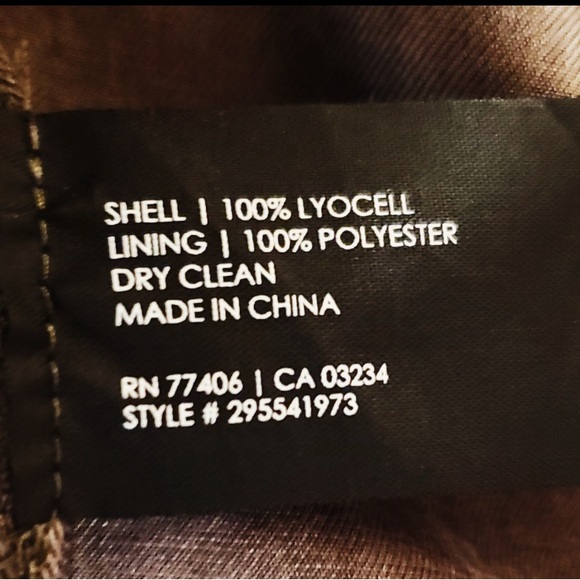 SHELL | 100% LYOCELL
LINING | 100% POLYESTER
DRY CLEAN
MADE IN CHINA
RN 77406 | CA 03234
STYLE # 295541973